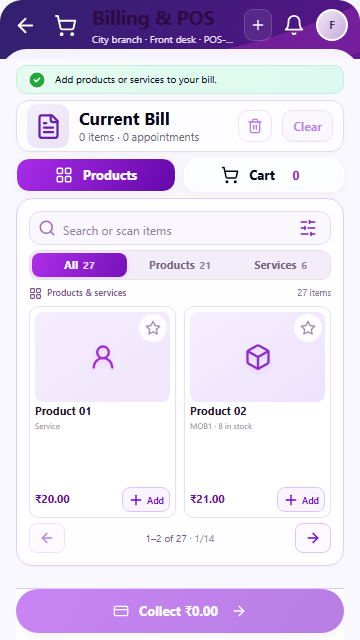 Billing & POS
City branch · Front desk · POS-...
F
Add products or services to your bill.
Current Bill
0 items · 0 appointments
Clear
Products
Cart 0
Search or scan items
All 27
Products 21
Services 6
Products & services
27 items
Product 01
Service
₹20.00
Add
Product 02
MOB1 · 8 in stock
₹21.00
Add
1–2 of 27 · 1/14
Collect ₹0.00